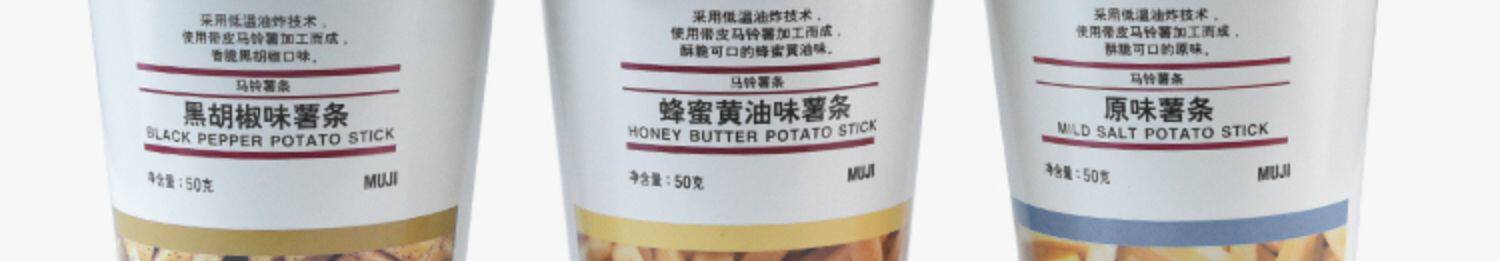 采用低温油炸技术，
使用带皮马铃薯加工而成，
香脆黑胡椒口味。
马铃薯条
黑胡椒味薯条
BLACK PEPPER POTATO STICK
净含量：50克
MUJI
采用低温油炸技术，
使用带皮马铃薯加工而成，
酥脆可口的蜂蜜黄油味。
马铃薯条
蜂蜜黄油味薯条
HONEY BUTTER POTATO STICK
净含量：50克
MUJI
采用低温油炸技术，
使用带皮马铃薯加工而成，
酥脆可口的原味。
马铃薯条
原味薯条
MILD SALT POTATO STICK
净含量：50克
MUJI